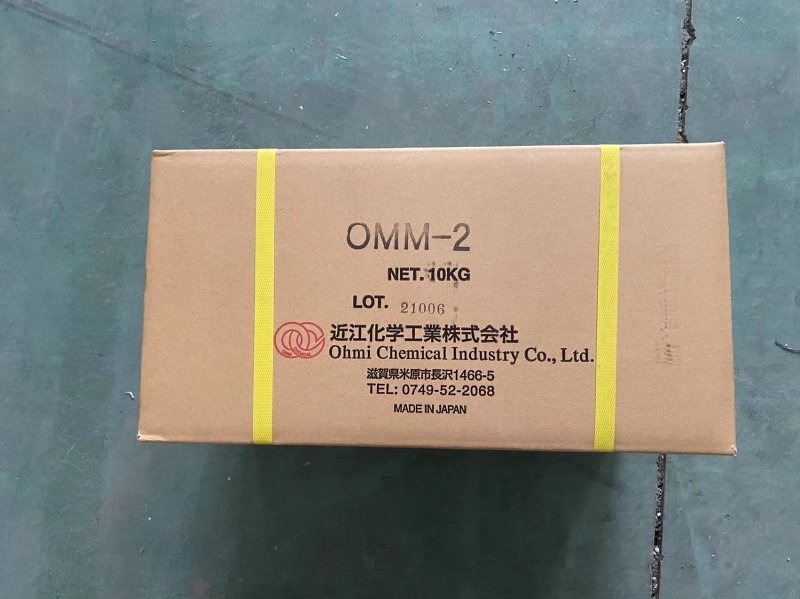 OMM-2
NET. 10KG
LOT. 21006
近江化学工業株式会社
Ohmi Chemical Industry Co., Ltd.
滋賀県米原市長沢1466-5
TEL: 0749-52-2068
MADE IN JAPAN